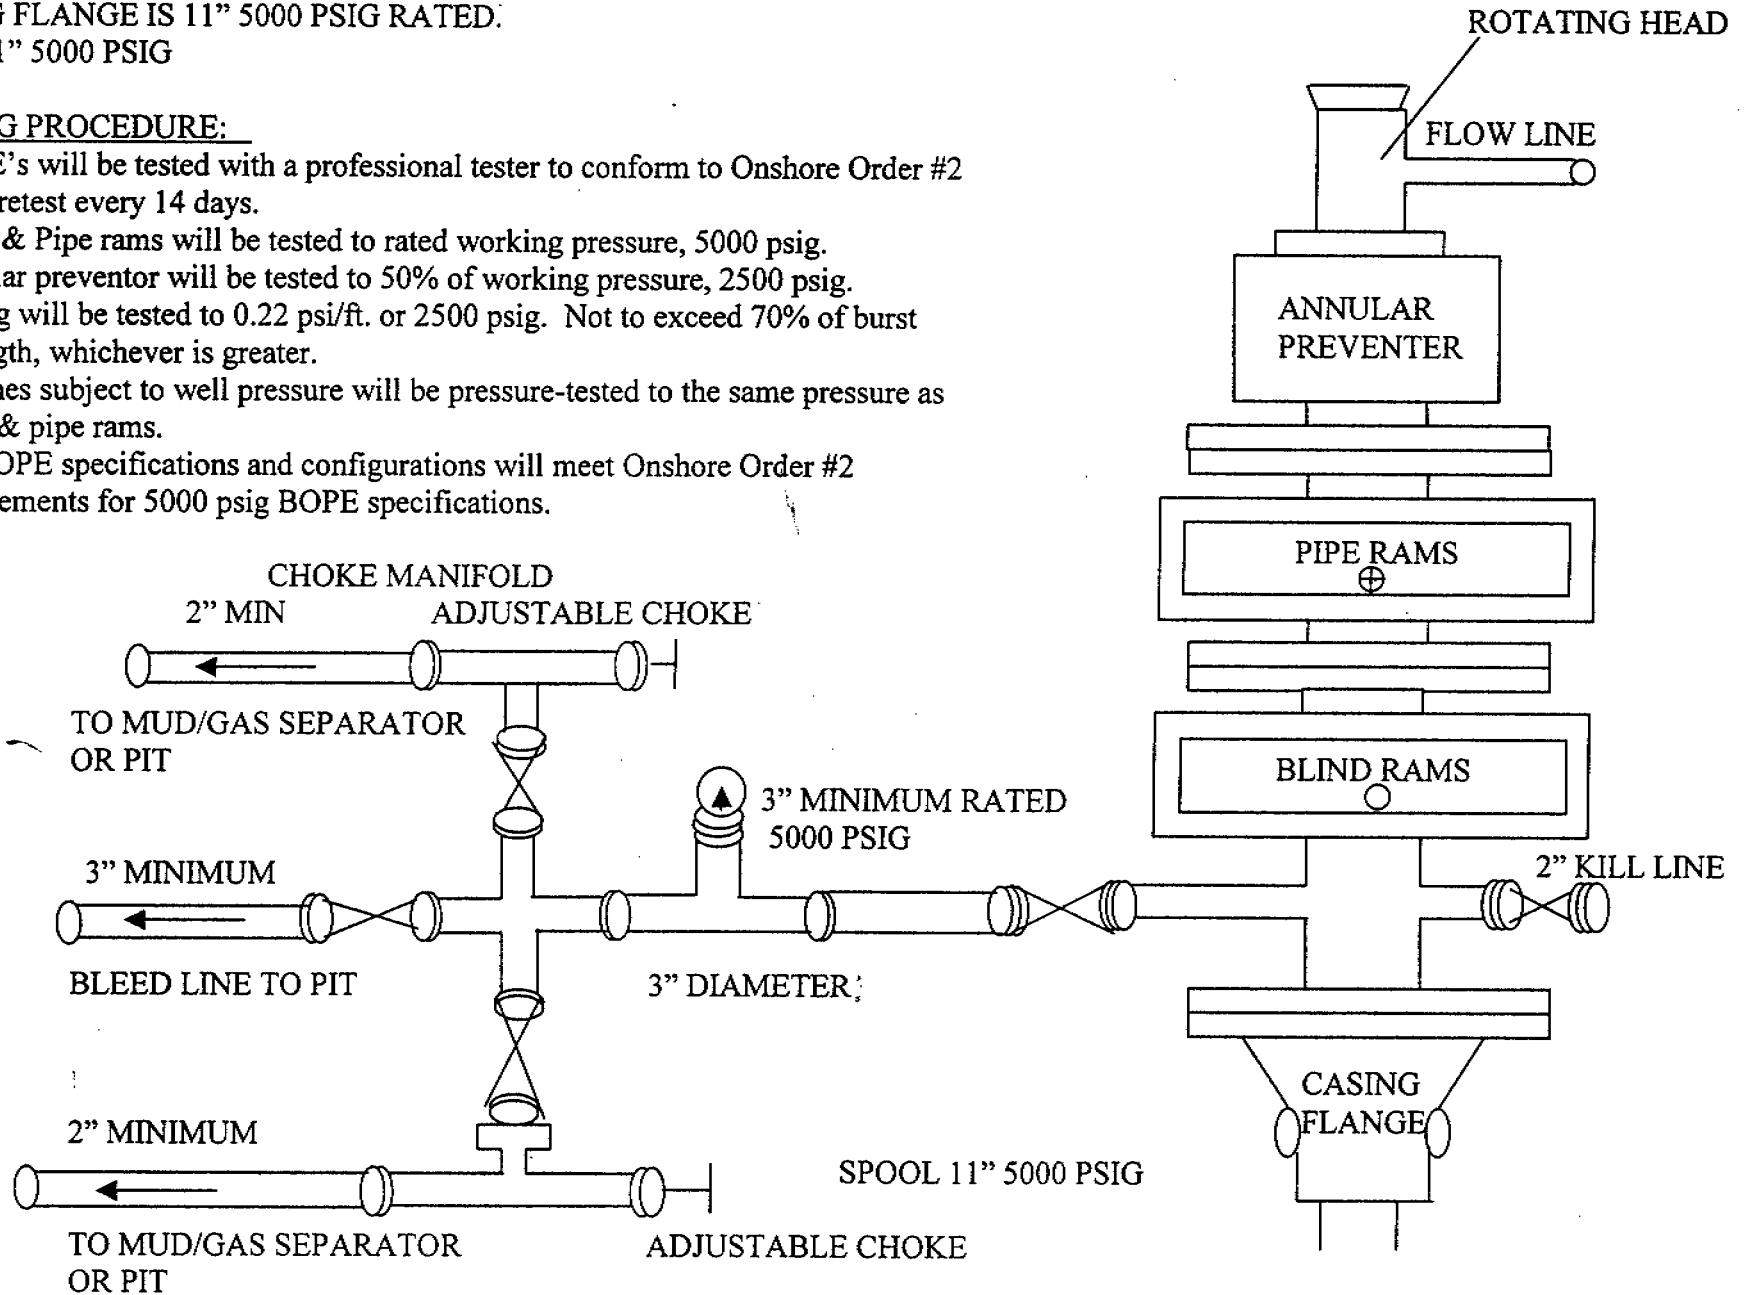 FLANGE IS 11” 5000 PSIG RATED.
1” 5000 PSIG
G PROCEDURE:
E’s will be tested with a professional tester to conform to Onshore Order #2
retest every 14 days.
& Pipe rams will be tested to rated working pressure, 5000 psig.
lar preventor will be tested to 50% of working pressure, 2500 psig.
g will be tested to 0.22 psi/ft. or 2500 psig. Not to exceed 70% of burst
gth, whichever is greater.
nes subject to well pressure will be pressure-tested to the same pressure as
& pipe rams.
OPE specifications and configurations will meet Onshore Order #2
ements for 5000 psig BOPE specifications.
ROTATING HEAD
FLOW LINE
ANNULAR
PREVENTER
PIPE RAMS
BLIND RAMS
2” KILL LINE
CASING
FLANGE
SPOOL 11” 5000 PSIG
CHOKE MANIFOLD
2” MIN
ADJUSTABLE CHOKE
TO MUD/GAS SEPARATOR
OR PIT
3” MINIMUM RATED
5000 PSIG
3” MINIMUM
BLEED LINE TO PIT
3” DIAMETER
2” MINIMUM
TO MUD/GAS SEPARATOR
OR PIT
ADJUSTABLE CHOKE